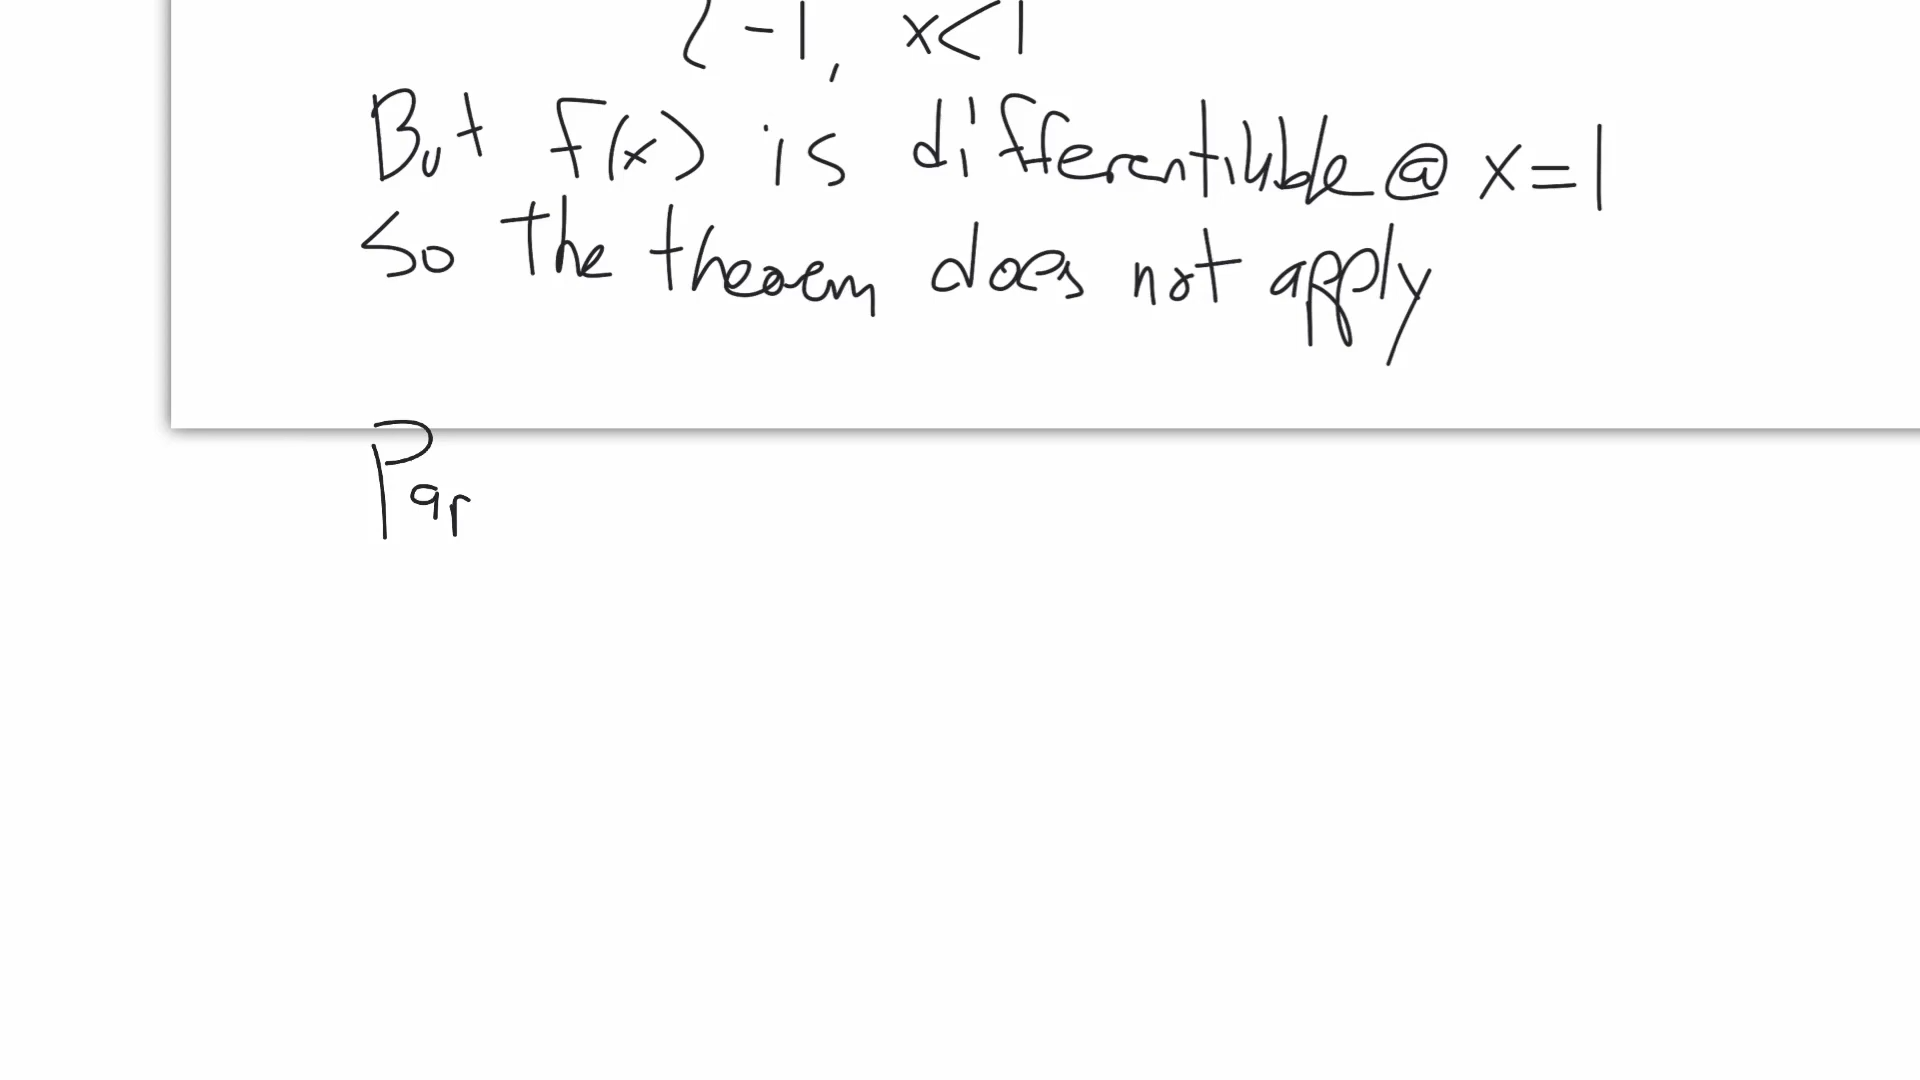 { -1, x<1
But f(x) is differentiable @ x=1
So the theorem does not apply
Par